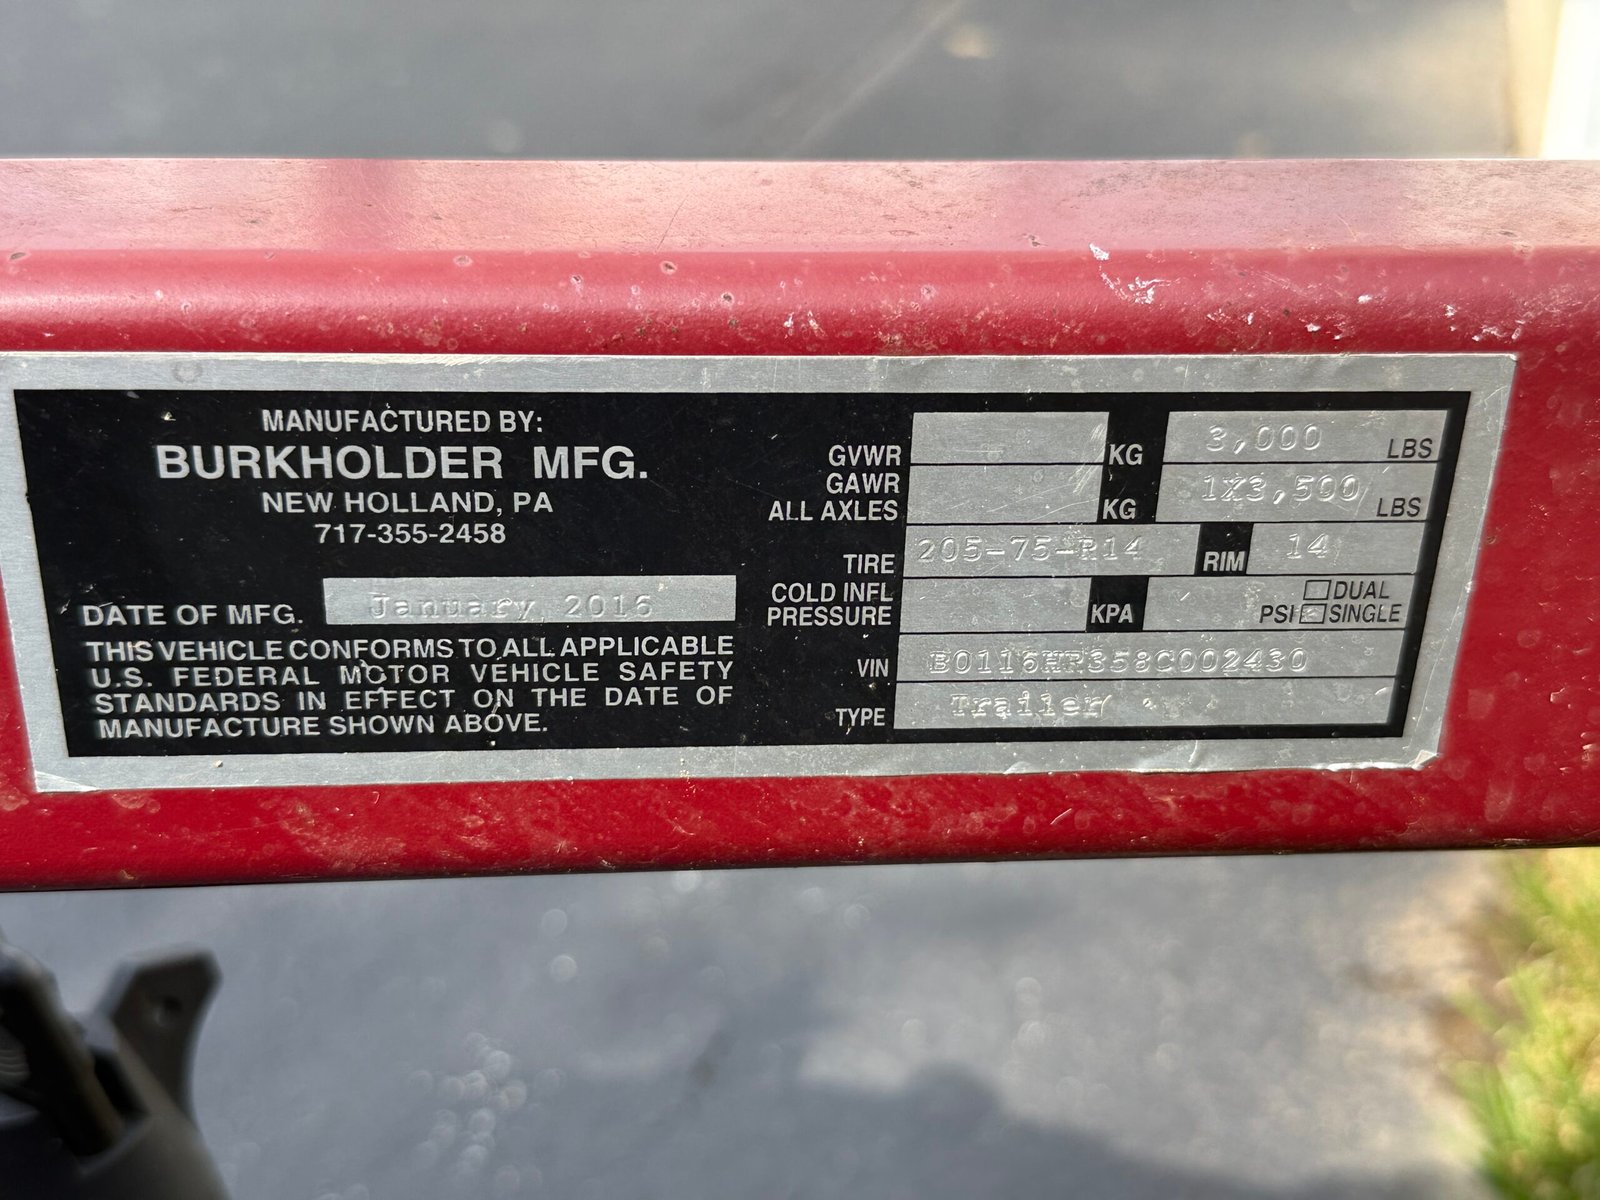 MANUFACTURED BY:
BURKHOLDER MFG.
NEW HOLLAND, PA
717-355-2458
DATE OF MFG. January 2016
THIS VEHICLE CONFORMS TO ALL APPLICABLE
U.S. FEDERAL MOTOR VEHICLE SAFETY
STANDARDS IN EFFECT ON THE DATE OF
MANUFACTURE SHOWN ABOVE.
GVWR KG 3,000 LBS
GAWR
ALL AXLES KG 1X3,500 LBS
TIRE 205-75-R14 RIM 14
COLD INFL DUAL
PRESSURE KPA PSI SINGLE
VIN B0116HR358C002430
TYPE Trailer